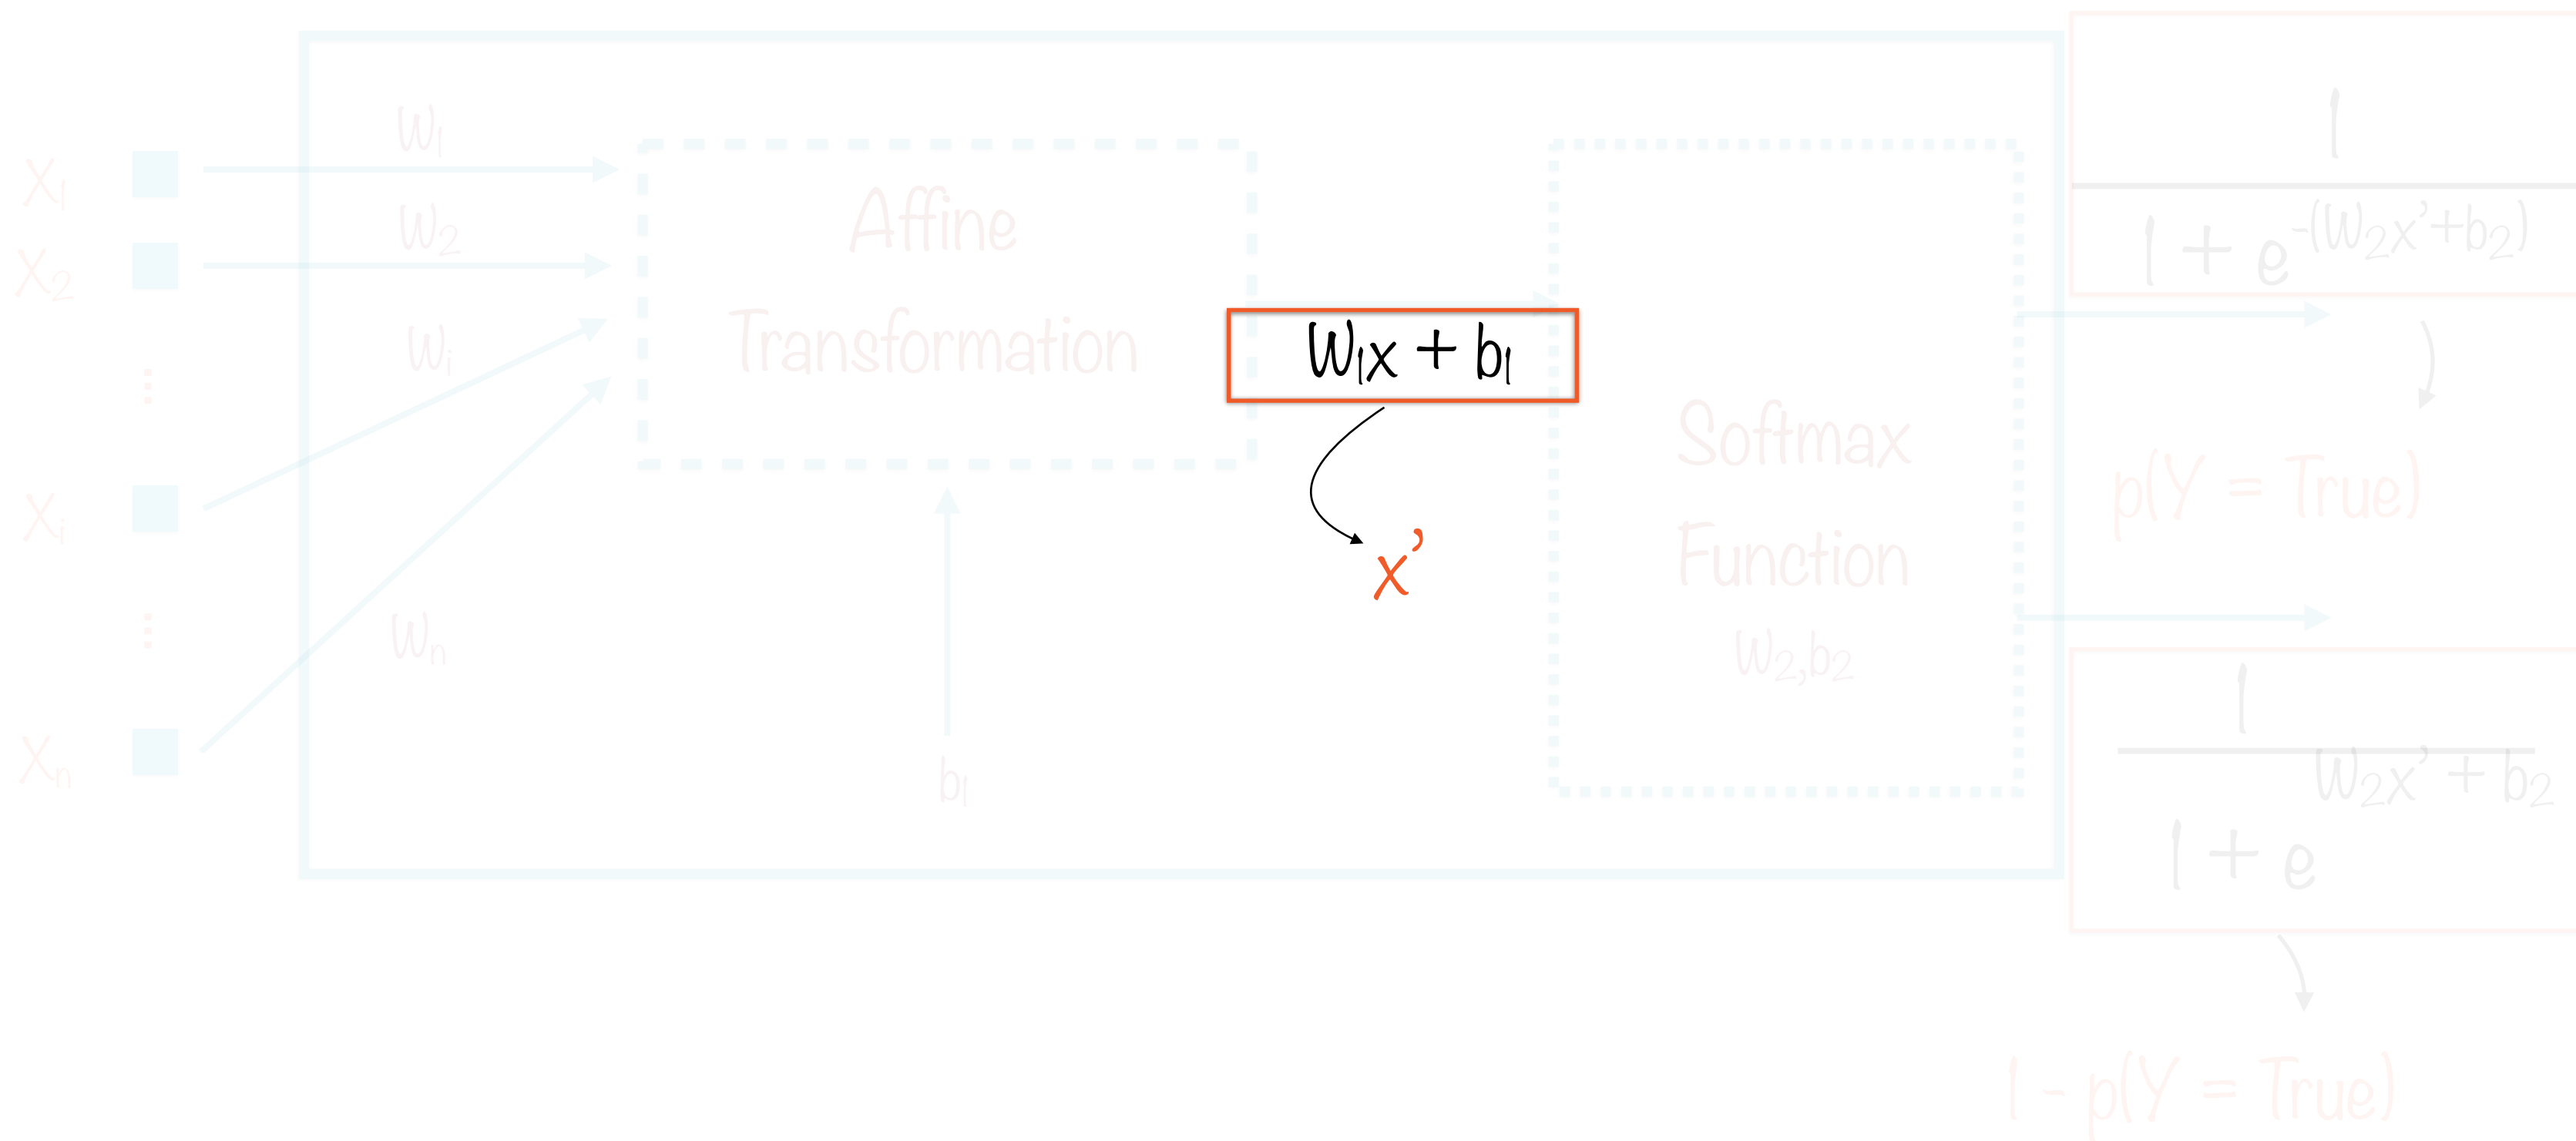 X1
X2
Xi
Xn
W1
W2
Wi
Wn
Affine
Transformation
b1
W1x + b1
x’
Softmax
Function
W2,b2
1
1 + e-(W2x’+b2)
p(Y = True)
1
1 + e W2x’ + b2
1 - p(Y = True)